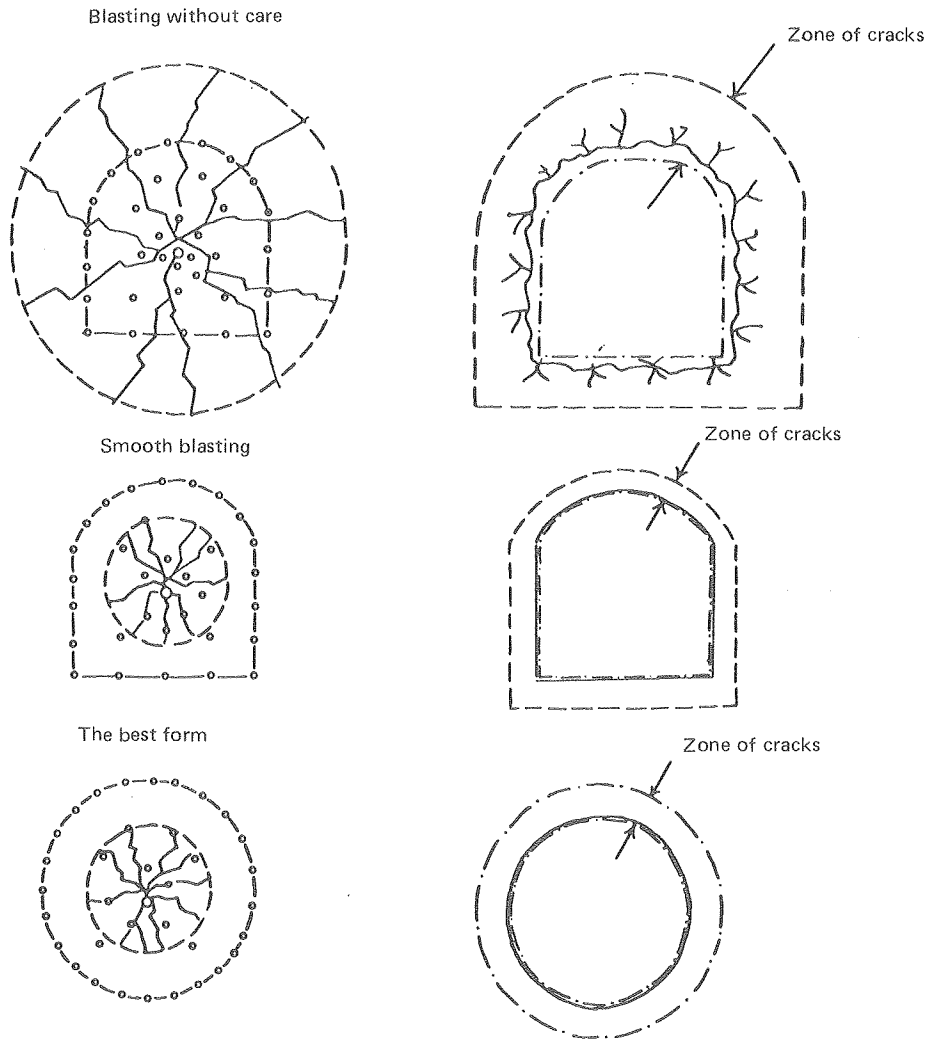 Blasting without care
Zone of cracks
Smooth blasting
Zone of cracks
The best form
Zone of cracks